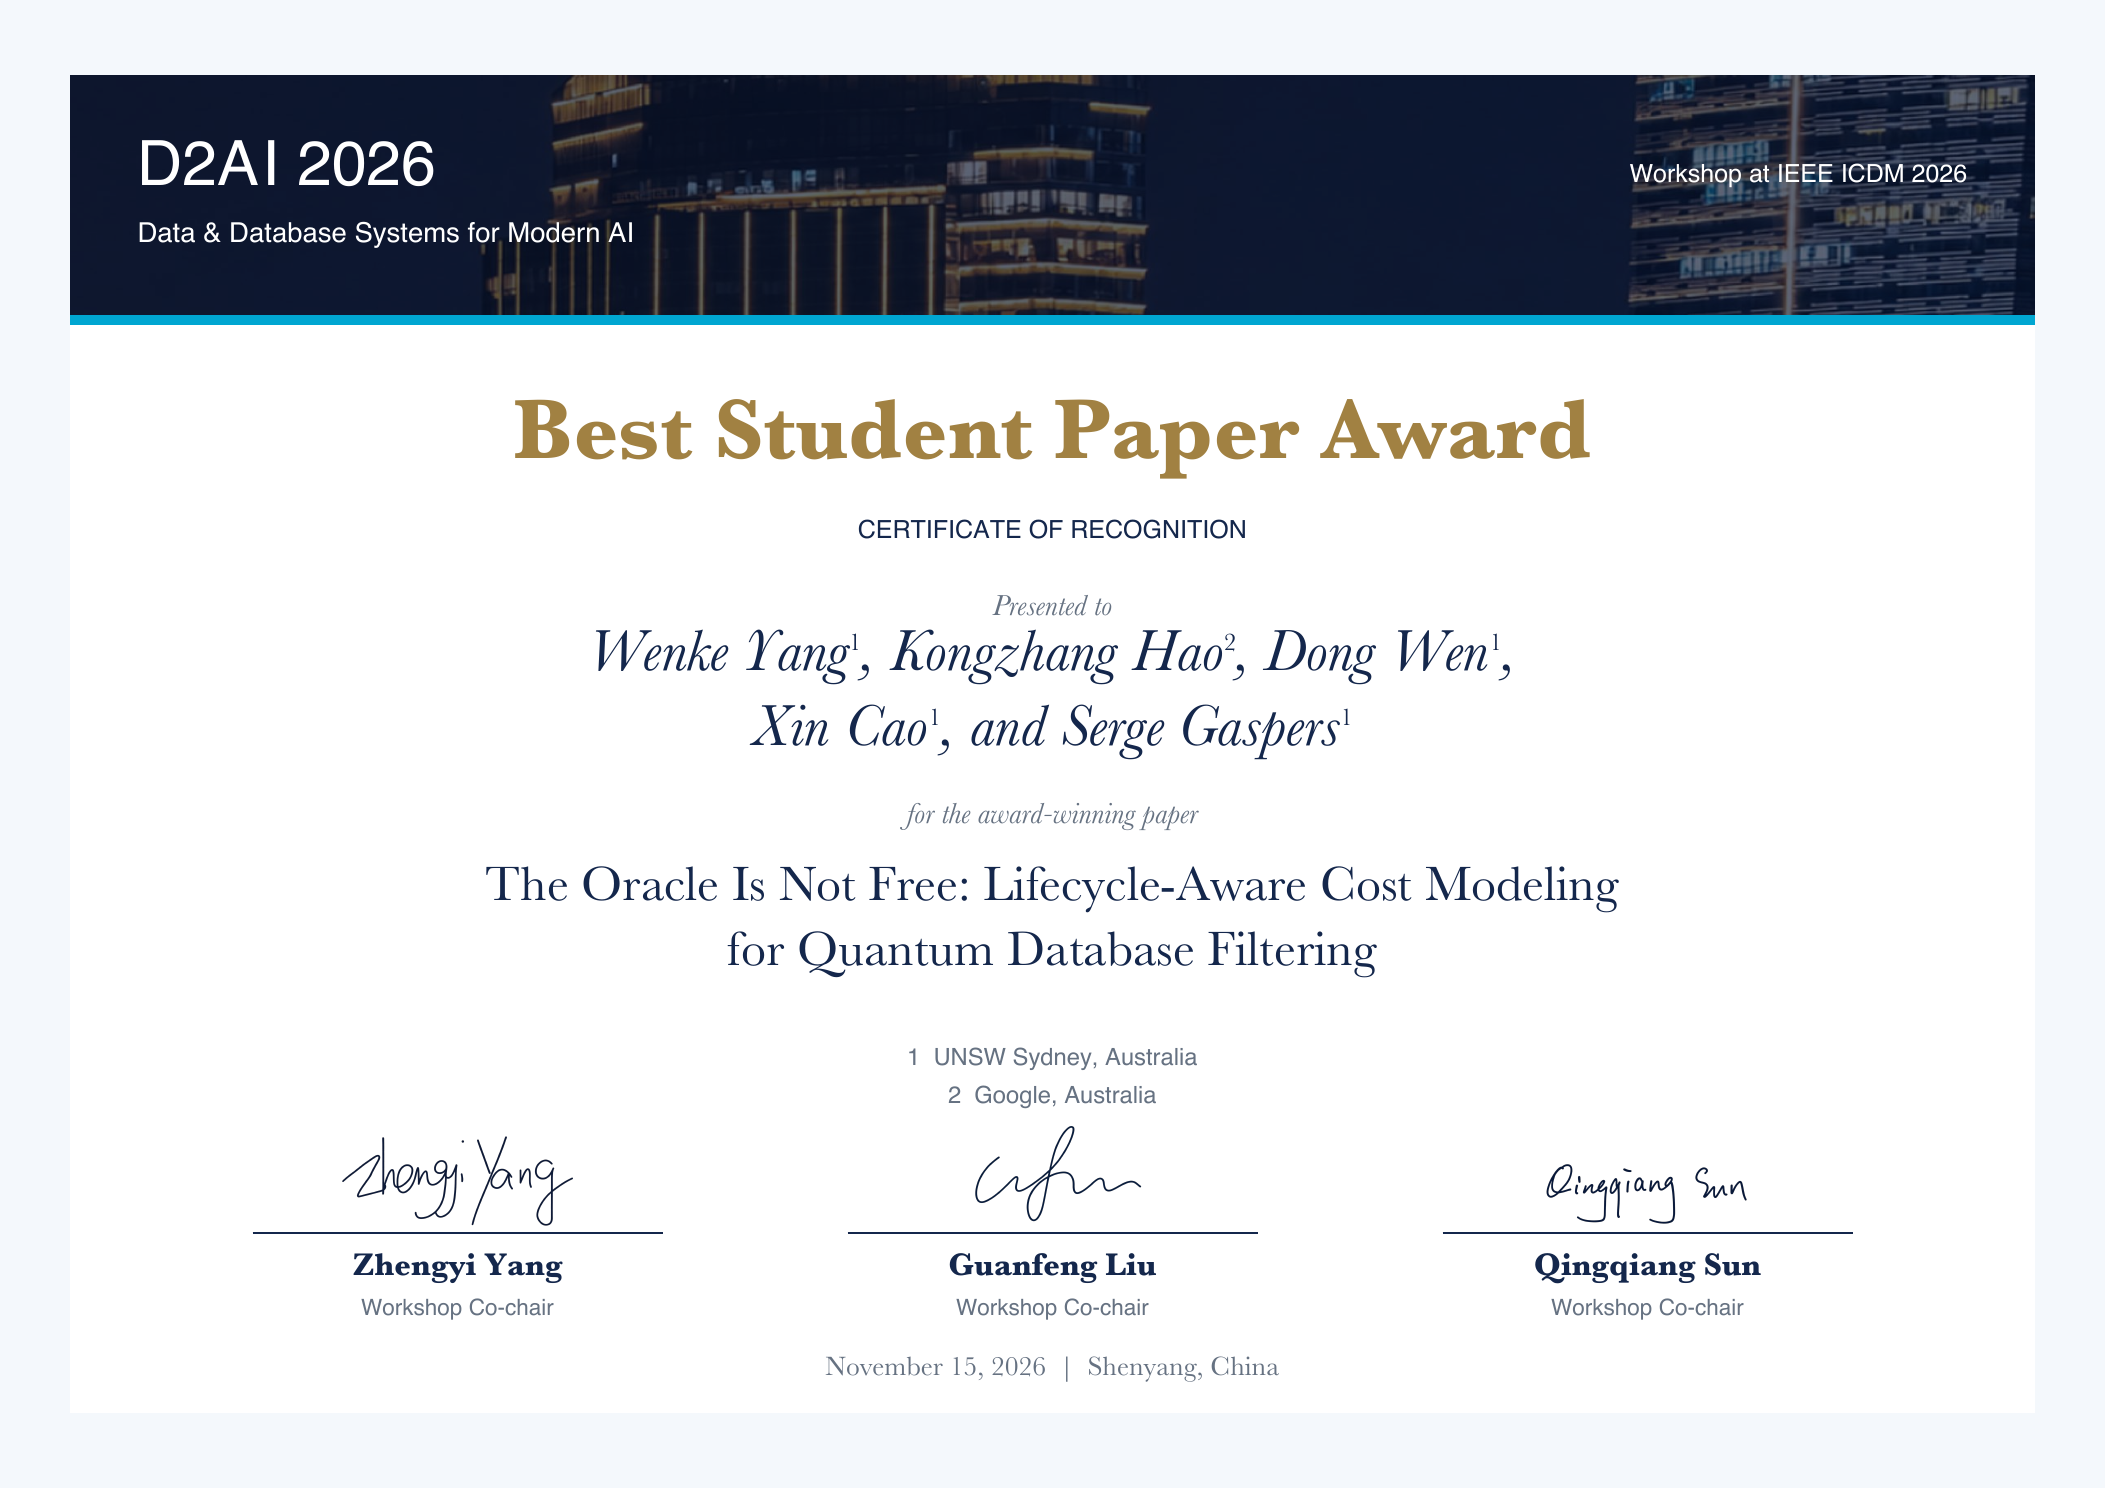 D2AI 2026
Data & Database Systems for Modern AI
Workshop at IEEE ICDM 2026
Best Student Paper Award
CERTIFICATE OF RECOGNITION
Presented to
Wenke Yang¹, Kongzhang Hao², Dong Wen¹,
Xin Cao¹, and Serge Gaspers¹
for the award-winning paper
The Oracle Is Not Free: Lifecycle-Aware Cost Modeling
for Quantum Database Filtering
1 UNSW Sydney, Australia
2 Google, Australia
Zhengyi Yang
Qingqiang Sun
Zhengyi Yang
Guanfeng Liu
Qingqiang Sun
Workshop Co-chair
Workshop Co-chair
Workshop Co-chair
November 15, 2026 | Shenyang, China